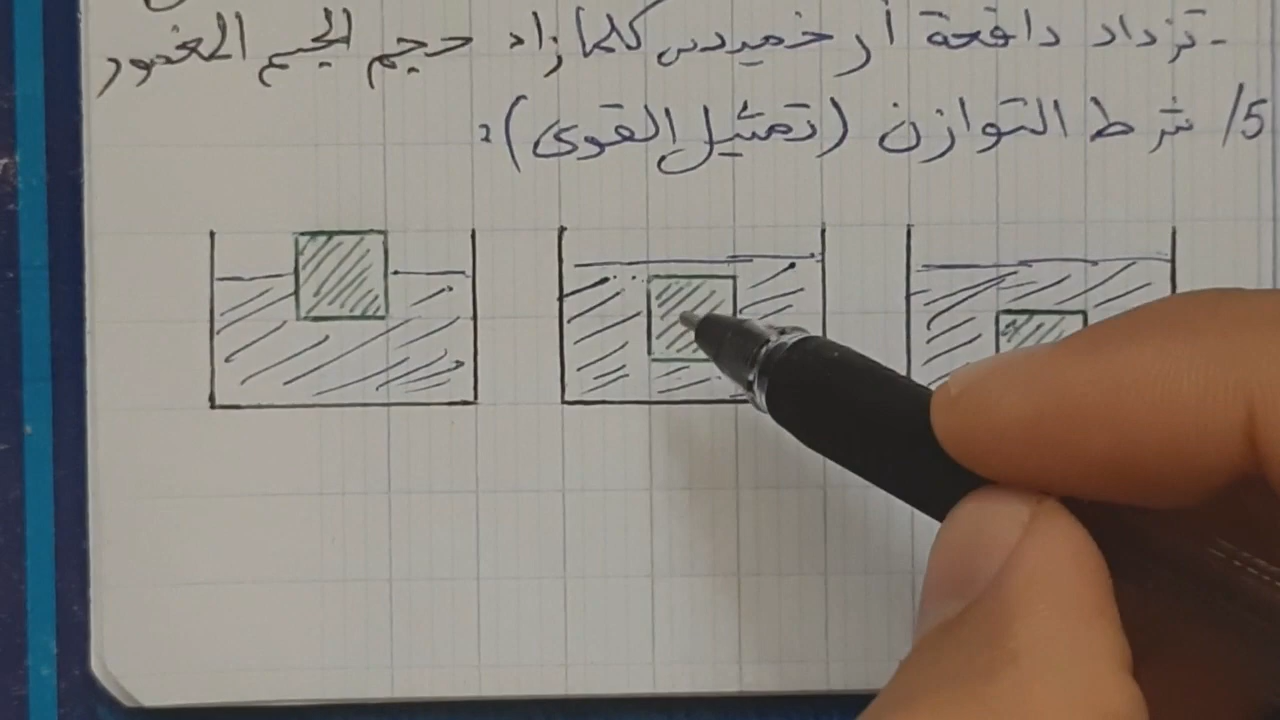 - تزداد دافعة أرخميدس كلما زاد حجم الجسم المغمور
5/ شرط التوازن (تمثيل القوى):